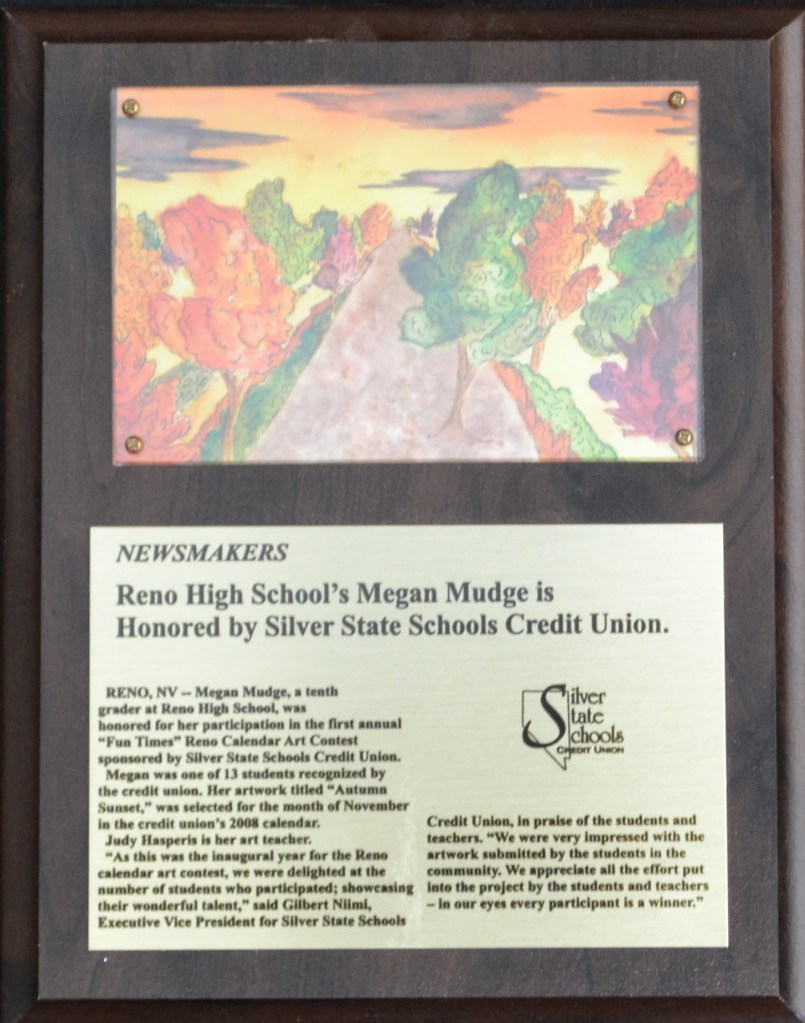 NEWSMAKERS
Reno High School's Megan Mudge is
Honored by Silver State Schools Credit Union.
RENO, NV -- Megan Mudge, a tenth
grader at Reno High School, was
honored for her participation in the first annual
"Fun Times" Reno Calendar Art Contest
sponsored by Silver State Schools Credit Union.
Megan was one of 13 students recognized by
the credit union. Her artwork titled "Autumn
Sunset," was selected for the month of November
in the credit union's 2008 calendar.
Judy Hasperis is her art teacher.
"As this was the inaugural year for the Reno
calendar art contest, we were delighted at the
number of students who participated; showcasing
their wonderful talent," said Gilbert Niimi,
Executive Vice President for Silver State Schools
Silver
State
Schools
CREDIT UNION
Credit Union, in praise of the students and
teachers. "We were very impressed with the
artwork submitted by the students in the
community. We appreciate all the effort put
into the project by the students and teachers
– in our eyes every participant is a winner."